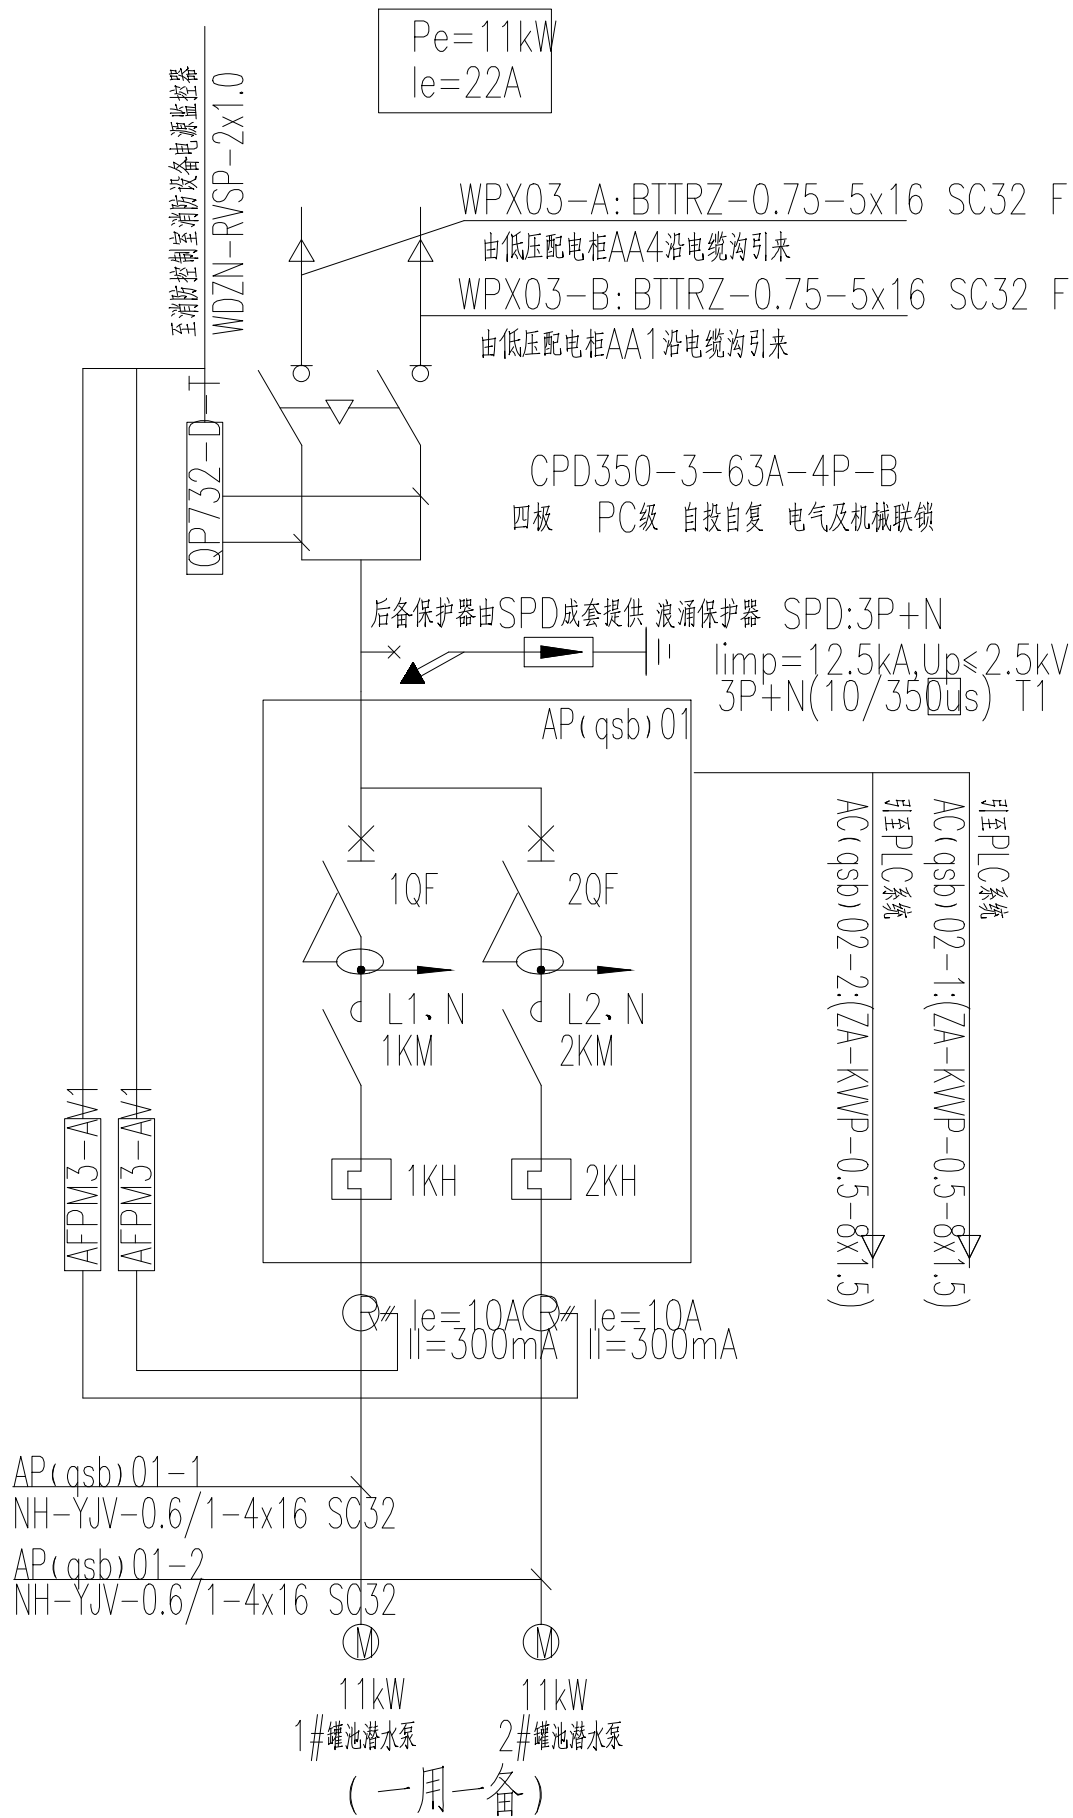 Pe=11kW
Ie=22A
至消防控制室消防设备电源监控器
WDZN-RVSP-2x1.0
WPX03-A:BTTRZ-0.75-5x16 SC32 F
由低压配电柜AA4沿电缆沟引来
WPX03-B:BTTRZ-0.75-5x16 SC32 F
由低压配电柜AA1沿电缆沟引来
QP732-D
CPD350-3-63A-4P-B
四极 PC级 自投自复 电气及机械联锁
后备保护器由SPD成套提供 浪涌保护器 SPD:3P+N
Iimp=12.5kA,Up≤2.5kV
3P+N(10/350us) T1
AP(qsb)01
引至PLC系统
AC(qsb)02-1:(ZA-KVVP-0.5-8x1.5)
引至PLC系统
AC(qsb)02-2:(ZA-KVVP-0.5-8x1.5)
1QF 2QF
L1、N L2、N
1KM 2KM
AFPM3-AV1
AFPM3-AV1
1KH 2KH
R Ie=10A R Ie=10A
II=300mA II=300mA
AP(qsb)01-1
NH-YJV-0.6/1-4x16 SC32
AP(qsb)01-2
NH-YJV-0.6/1-4x16 SC32
M M
11kW 11kW
1#罐池潜水泵 2#罐池潜水泵
(一用一备)